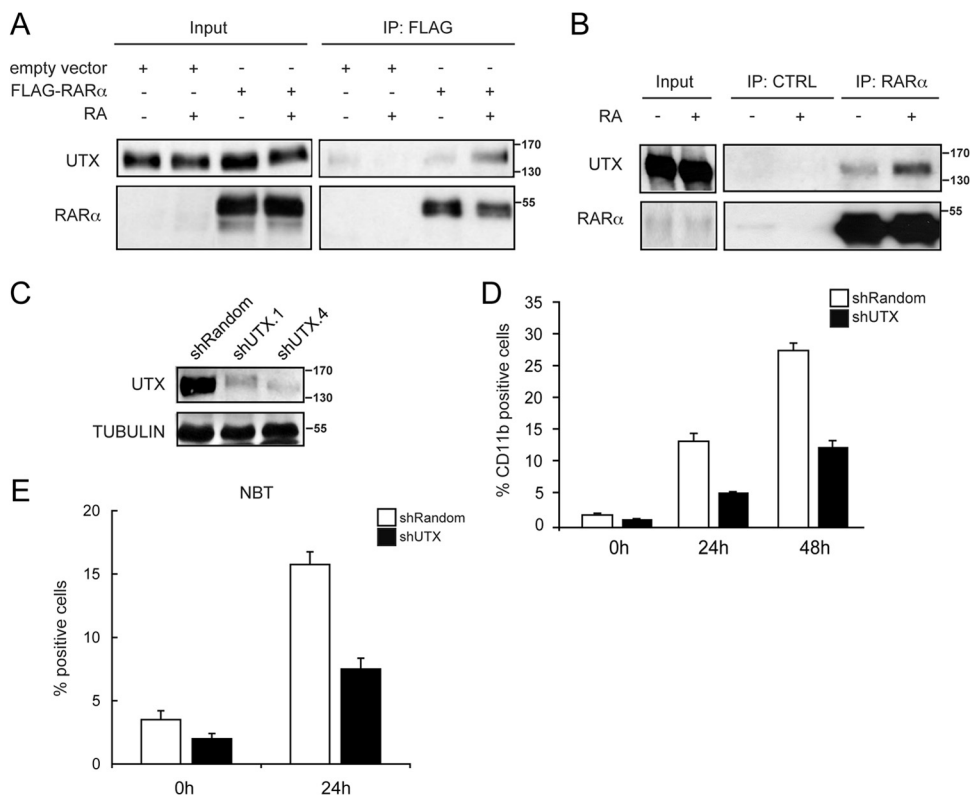 A
Input
IP: FLAG
empty vector + + - - + + - -
FLAG-RARα - - + + - - + +
RA - + - + - + - +
UTX
-170
-130
RARα
-55
B
Input
IP: CTRL
IP: RARα
RA - + - + - +
UTX
-170
-130
RARα
-55
C
shRandom
shUTX.1
shUTX.4
UTX
-170
-130
TUBULIN
-55
D
shRandom
shUTX
% CD11b positive cells
35
30
25
20
15
10
5
0
0h
24h
48h
E
NBT
shRandom
shUTX
% positive cells
20
15
10
5
0
0h
24h